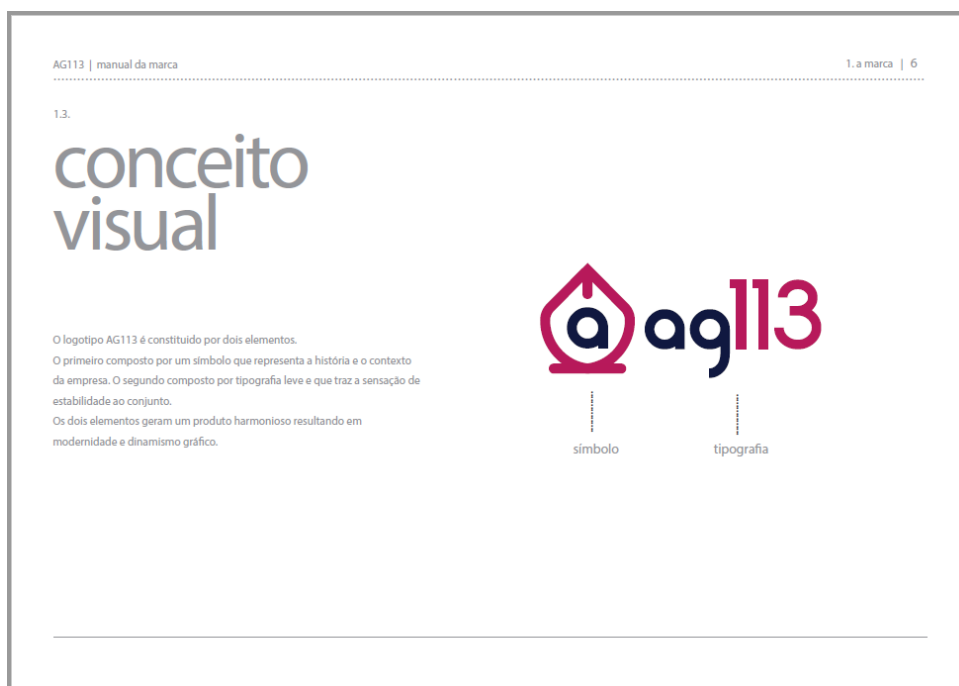 AG113 | manual da marca
1. a marca | 6
1.3.
conceito
visual
O logotipo AG113 é constituído por dois elementos.
O primeiro composto por um símbolo que representa a história e o contexto
da empresa. O segundo composto por tipografia leve e que traz a sensação de
estabilidade ao conjunto.
Os dois elementos geram um produto harmonioso resultando em
modernidade e dinamismo gráfico.
a ag113
símbolo
tipografia